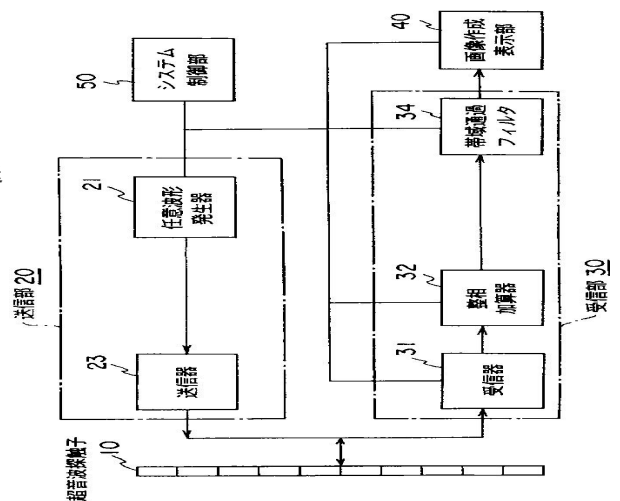 超音波探触子
10
送信部 20
23
送信器
21
任意波形
発生器
50
システム
制御部
31
受信器
32
整相
加算器
34
帯域通過
フィルタ
40
画像作成
表示部
受信部 30